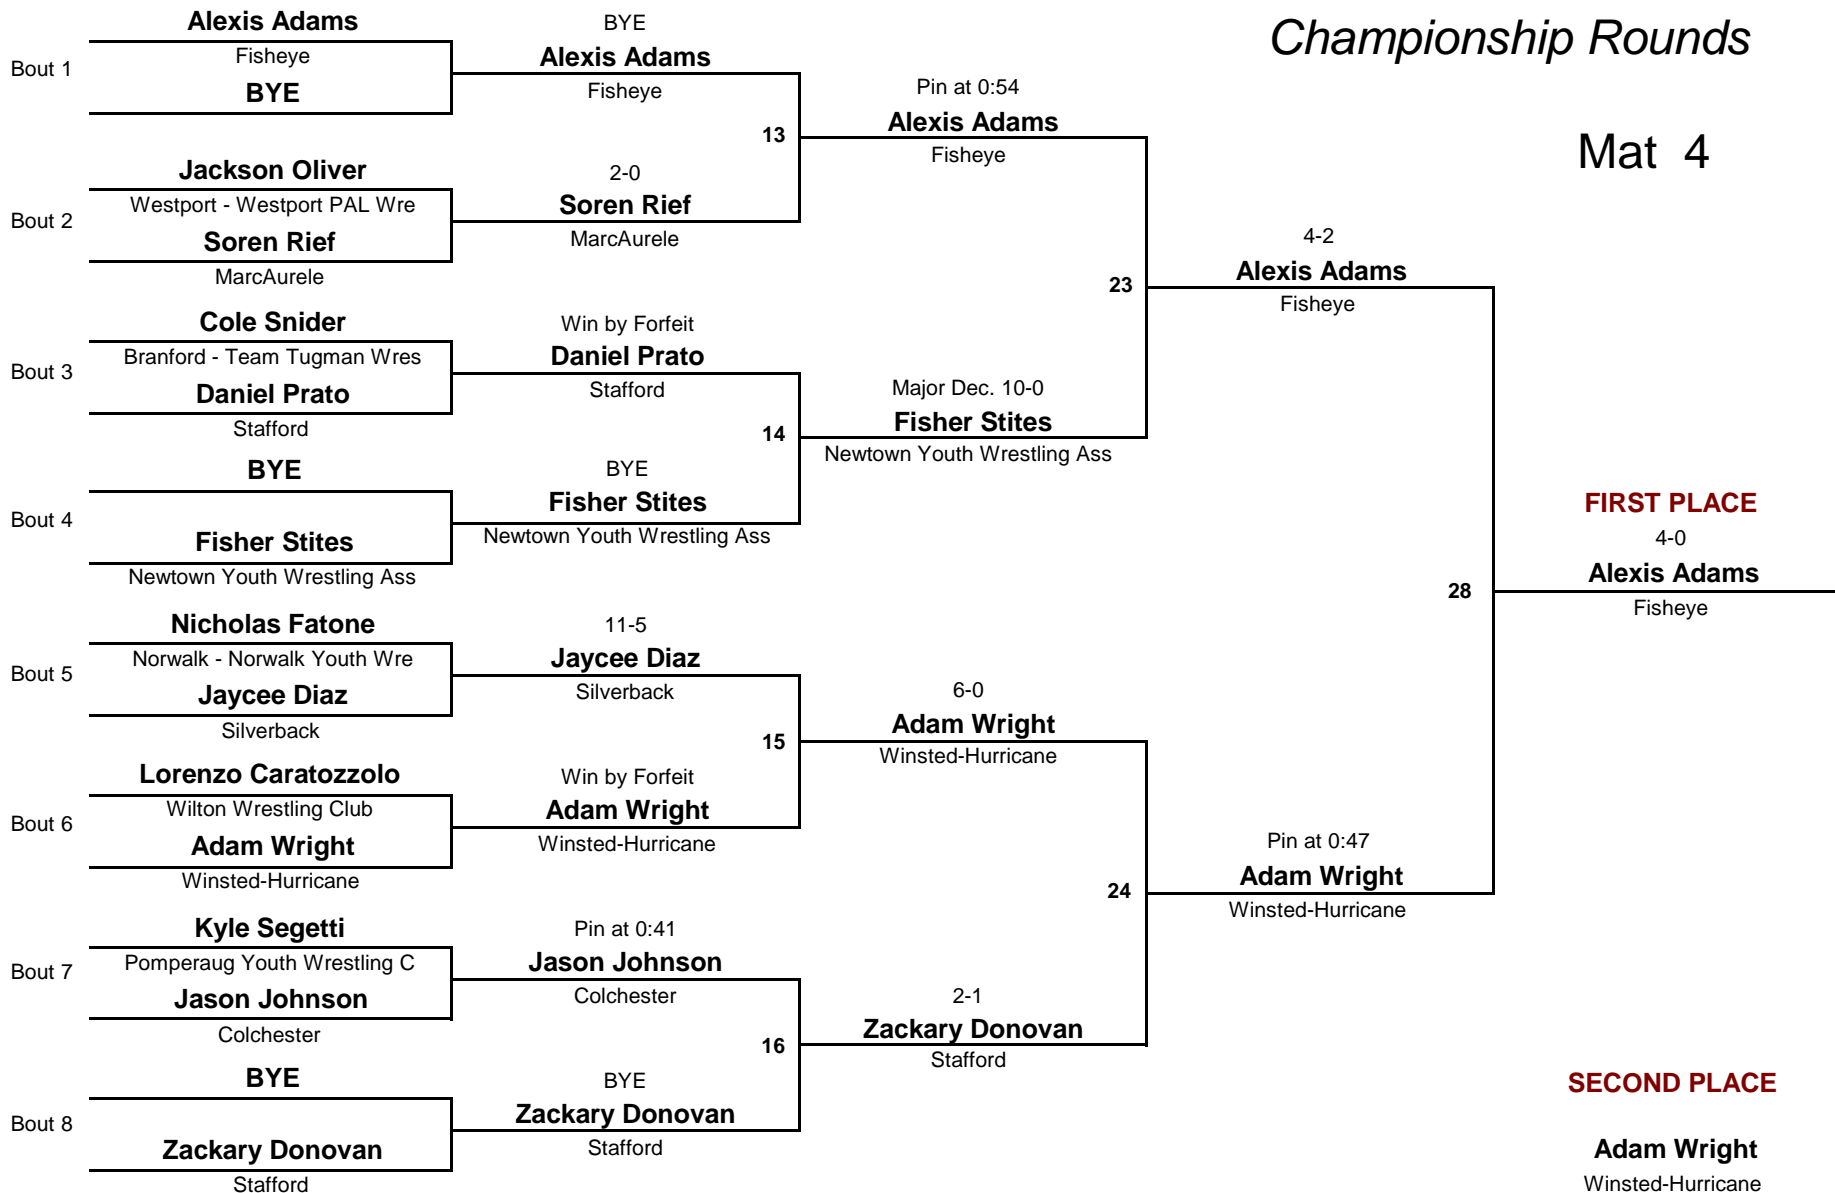 Championship Rounds
Mat 4
Bout 1
Alexis Adams
Fisheye
BYE
Bout 2
Jackson Oliver
Westport - Westport PAL Wre
Soren Rief
MarcAurele
Bout 3
Cole Snider
Branford - Team Tugman Wres
Daniel Prato
Stafford
Bout 4
BYE
Fisher Stites
Newtown Youth Wrestling Ass
Bout 5
Nicholas Fatone
Norwalk - Norwalk Youth Wre
Jaycee Diaz
Silverback
Bout 6
Lorenzo Caratozzolo
Wilton Wrestling Club
Adam Wright
Winsted-Hurricane
Bout 7
Kyle Segetti
Pomperaug Youth Wrestling C
Jason Johnson
Colchester
Bout 8
BYE
Zackary Donovan
Stafford
BYE
Alexis Adams
Fisheye
13
2-0
Soren Rief
MarcAurele
Win by Forfeit
Daniel Prato
Stafford
14
BYE
Fisher Stites
Newtown Youth Wrestling Ass
11-5
Jaycee Diaz
Silverback
15
Win by Forfeit
Adam Wright
Winsted-Hurricane
Pin at 0:41
Jason Johnson
Colchester
16
BYE
Zackary Donovan
Stafford
Pin at 0:54
Alexis Adams
Fisheye
23
Major Dec. 10-0
Fisher Stites
Newtown Youth Wrestling Ass
6-0
Adam Wright
Winsted-Hurricane
24
2-1
Zackary Donovan
Stafford
4-2
Alexis Adams
Fisheye
28
Pin at 0:47
Adam Wright
Winsted-Hurricane
FIRST PLACE
4-0
Alexis Adams
Fisheye
SECOND PLACE
Adam Wright
Winsted-Hurricane